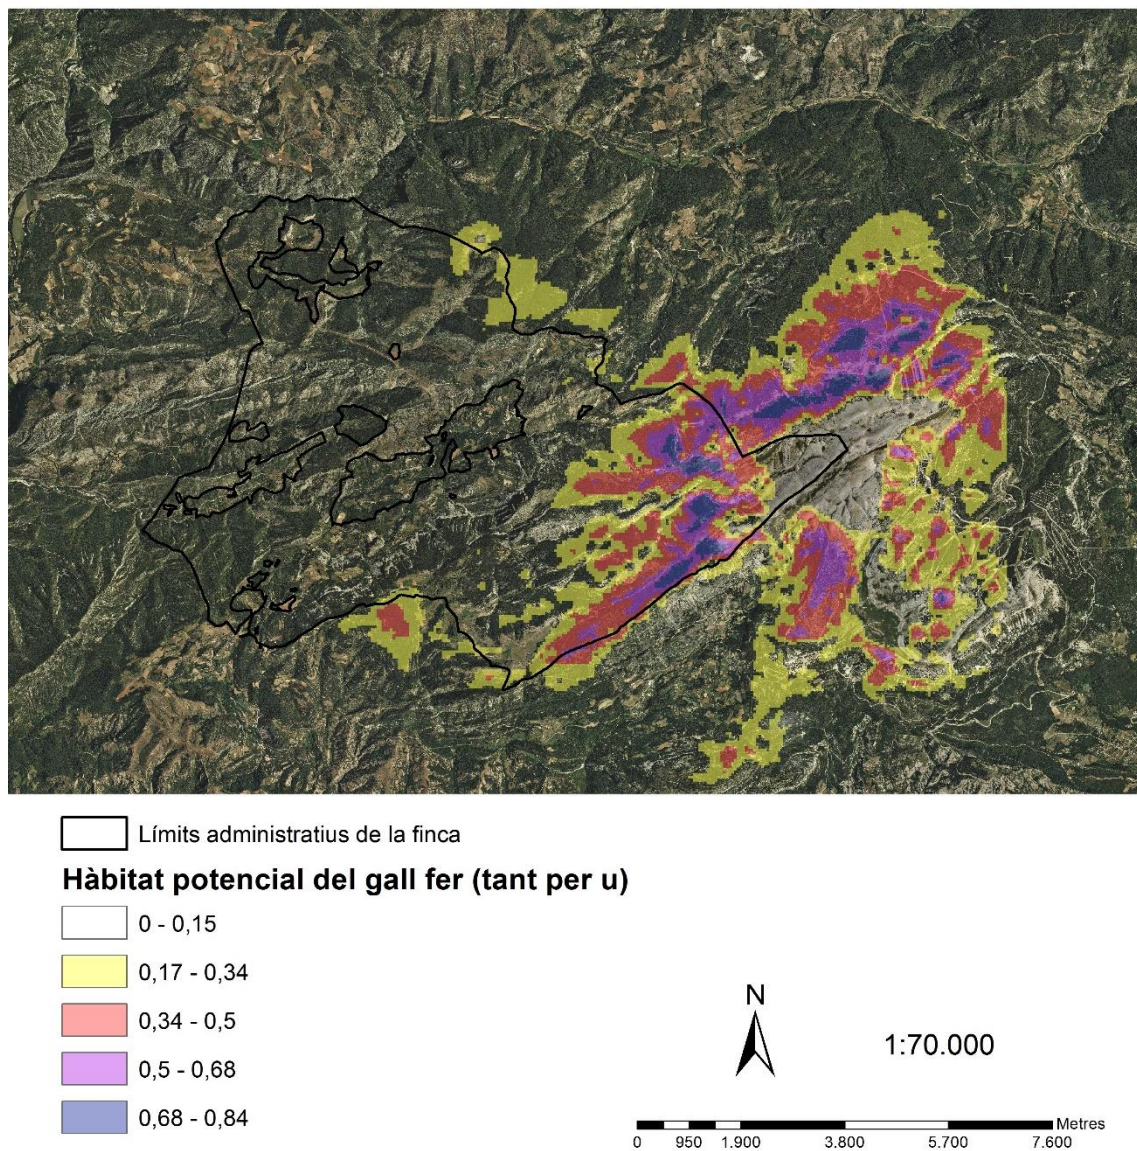 Límits administratius de la finca
Hàbitat potencial del gall fer (tant per u)
0 - 0,15
0,17 - 0,34
0,34 - 0,5
0,5 - 0,68
0,68 - 0,84
N
1:70.000
Metres
0 950 1.900 3.800 5.700 7.600